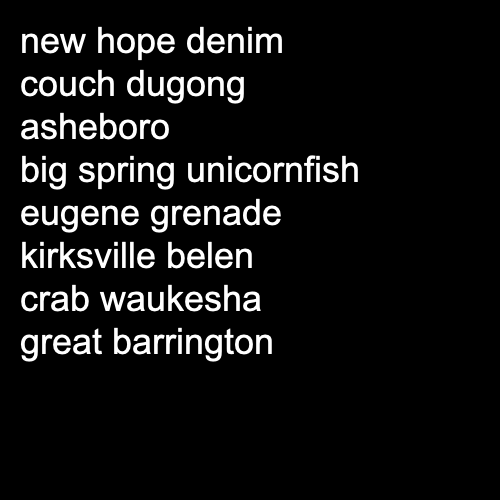 new hope denim
couch dugong
asheboro
big spring unicornfish
eugene grenade
kirksville belen
crab waukesha
great barrington